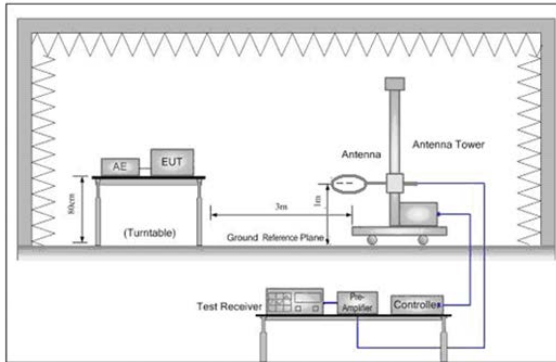 Antenna Tower
Antenna
EUT
AE
80cm
3m
1m
(Turntable)
Ground Reference Plane
Test Receiver
Pre-
Amplifier
Controller